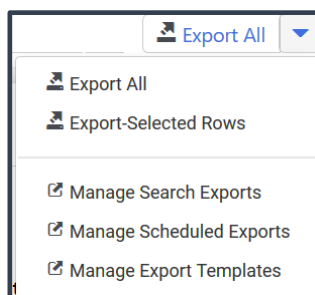 Export All
Export All
Export-Selected Rows
Manage Search Exports
Manage Scheduled Exports
Manage Export Templates